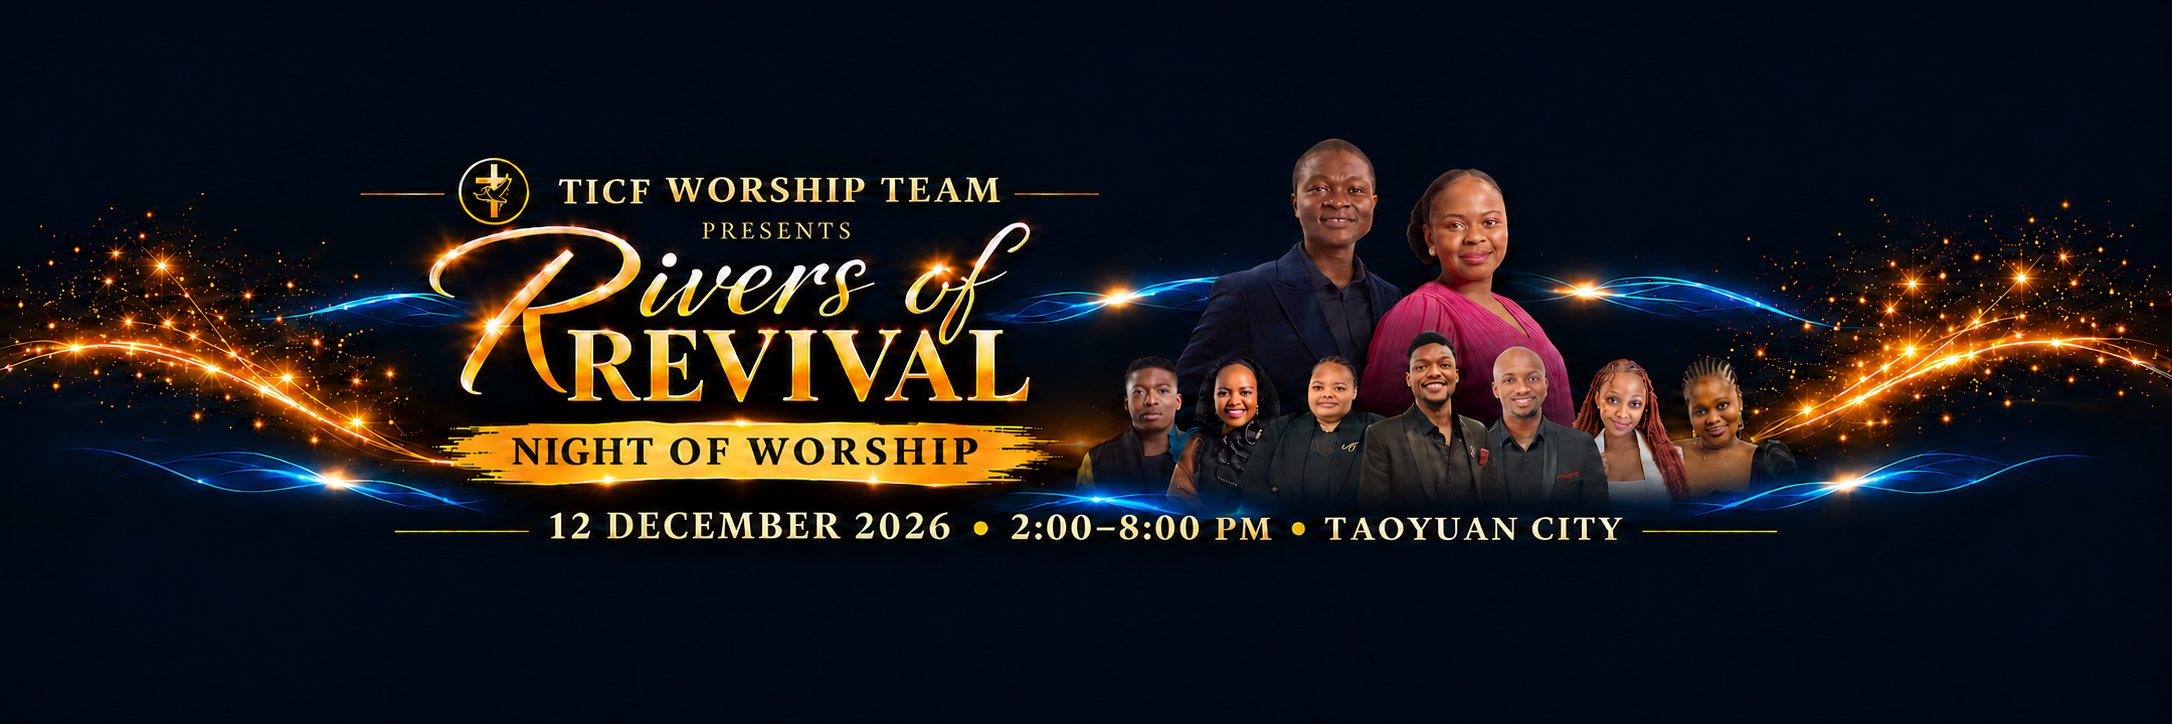 TICF WORSHIP TEAM
PRESENTS
Rivers of
REVIVAL
NIGHT OF WORSHIP
12 DECEMBER 2026 • 2:00–8:00 PM • TAOYUAN CITY